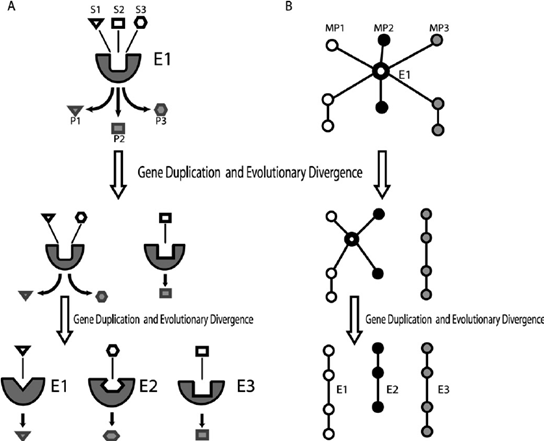 A
B
S1 S2 S3
E1
P1
P2
P3
MP1 MP2 MP3
E1
Gene Duplication and Evolutionary Divergence
Gene Duplication and Evolutionary Divergence
Gene Duplication and Evolutionary Divergence
E1 E2 E3
E1 E2 E3